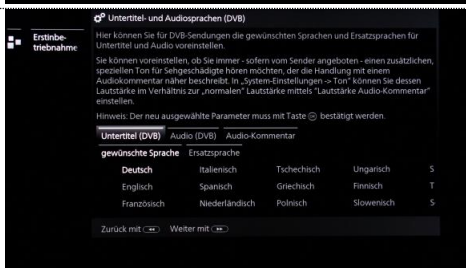 Untertitel- und Audiosprachen (DVB)
Erstinbe-
triebnahme
Hier können Sie für DVB-Sendungen die gewünschten Sprachen und Ersatzsprachen für
Untertitel und Audio voreinstellen.
Sie können voreinstellen, ob Sie immer - sofern vom Sender angeboten - einen zusätzlichen,
speziellen Ton für Sehgeschädigte hören möchten, der die Handlung mit einem
Audiokommentar näher beschreibt. In „System-Einstellungen -> Ton" können Sie dessen
Lautstärke im Verhältnis zur „normalen" Lautstärke mittels "Lautstärke Audio-Kommentar"
einstellen.
Hinweis: Der neu ausgewählte Parameter muss mit Taste OK bestätigt werden.
Untertitel (DVB) Audio (DVB) Audio-Kommentar
gewünschte Sprache Ersatzsprache
Deutsch Italienisch Tschechisch Ungarisch S
Englisch Spanisch Griechisch Finnisch T
Französisch Niederländisch Polnisch Slowenisch S
Zurück mit Weiter mit